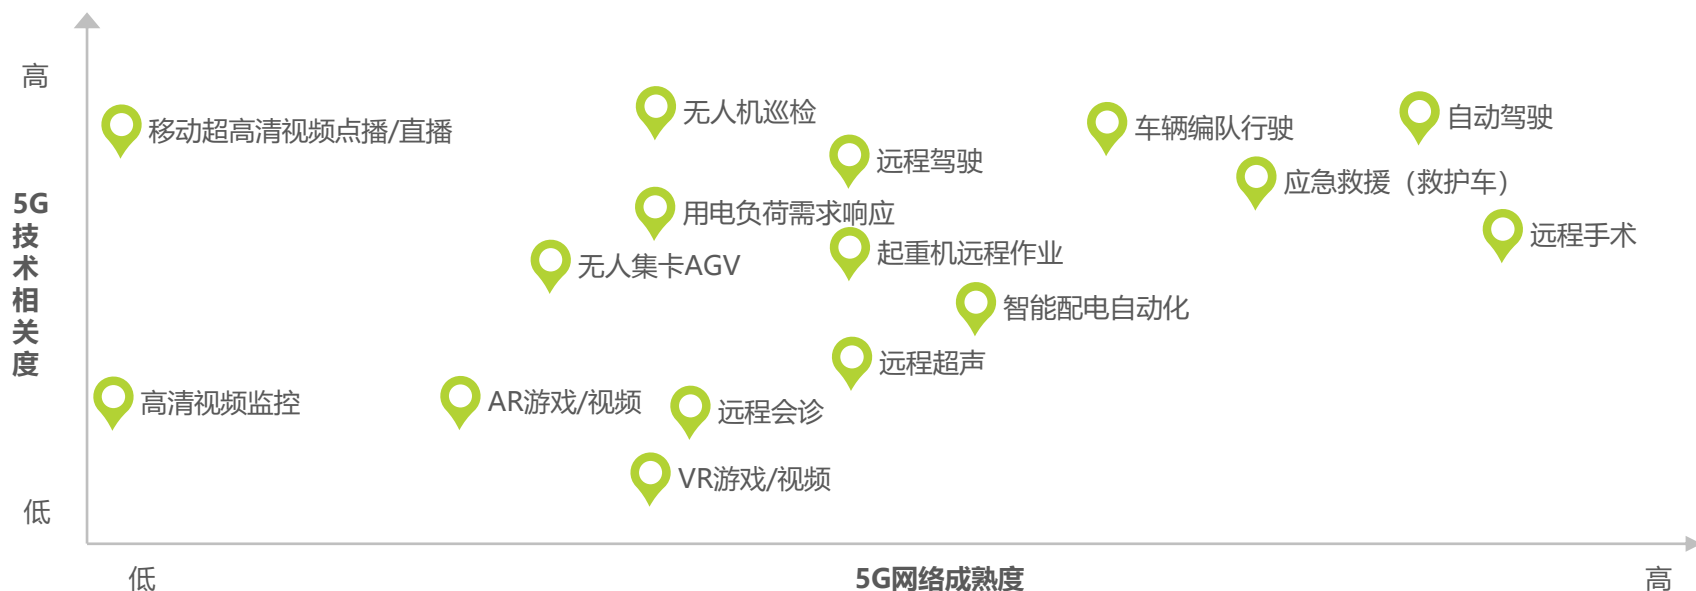 高
移动超高清视频点播/直播
无人机巡检
车辆编队行驶
自动驾驶
远程驾驶
应急救援（救护车）
5G
技
术
相
关
度
用电负荷需求响应
远程手术
无人集卡AGV
起重机远程作业
智能配电自动化
远程超声
高清视频监控
AR游戏/视频
远程会诊
VR游戏/视频
低
低
5G网络成熟度
高